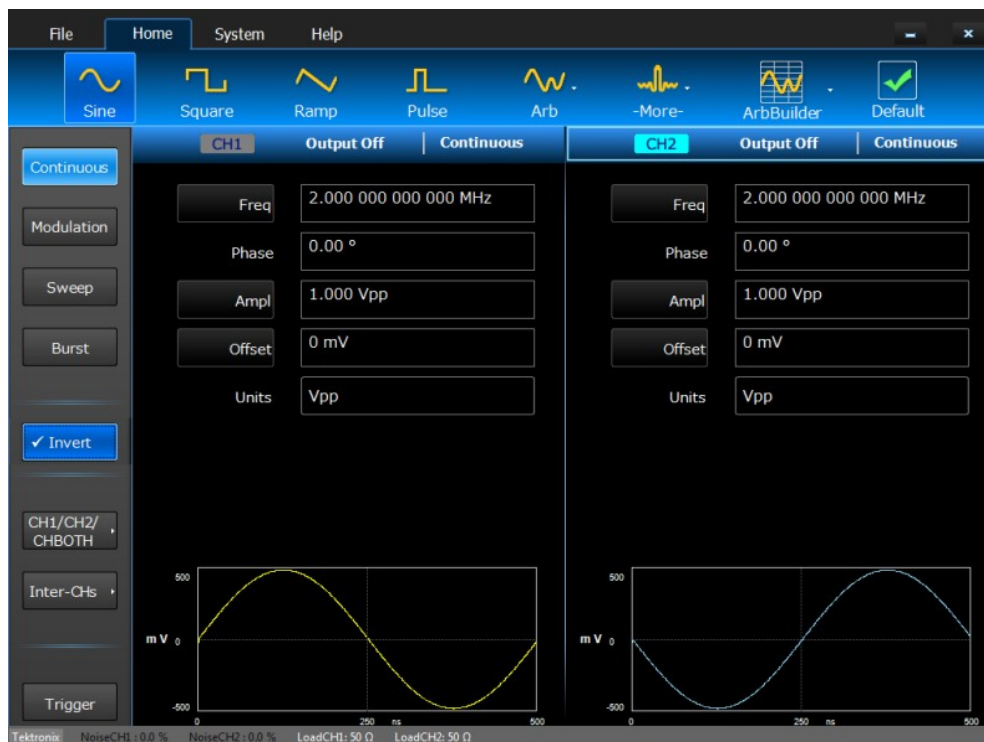 File Home System Help
Sine Square Ramp Pulse Arb -More- ArbBuilder Default
CH1 Output Off Continuous CH2 Output Off Continuous
Continuous
Modulation
Sweep
Burst
✓ Invert
CH1/CH2/
CHBOTH
Inter-CHs
Trigger
Freq 2.000 000 000 000 MHz
Phase 0.00 °
Ampl 1.000 Vpp
Offset 0 mV
Units Vpp
500
m V 0
-500
0 250 ns 500
Freq 2.000 000 000 000 MHz
Phase 0.00 °
Ampl 1.000 Vpp
Offset 0 mV
Units Vpp
500
m V 0
-500
0 250 ns 500
Tektronix NoiseCH1 : 0.0 % NoiseCH2 : 0.0 % LoadCH1: 50 Ω LoadCH2: 50 Ω